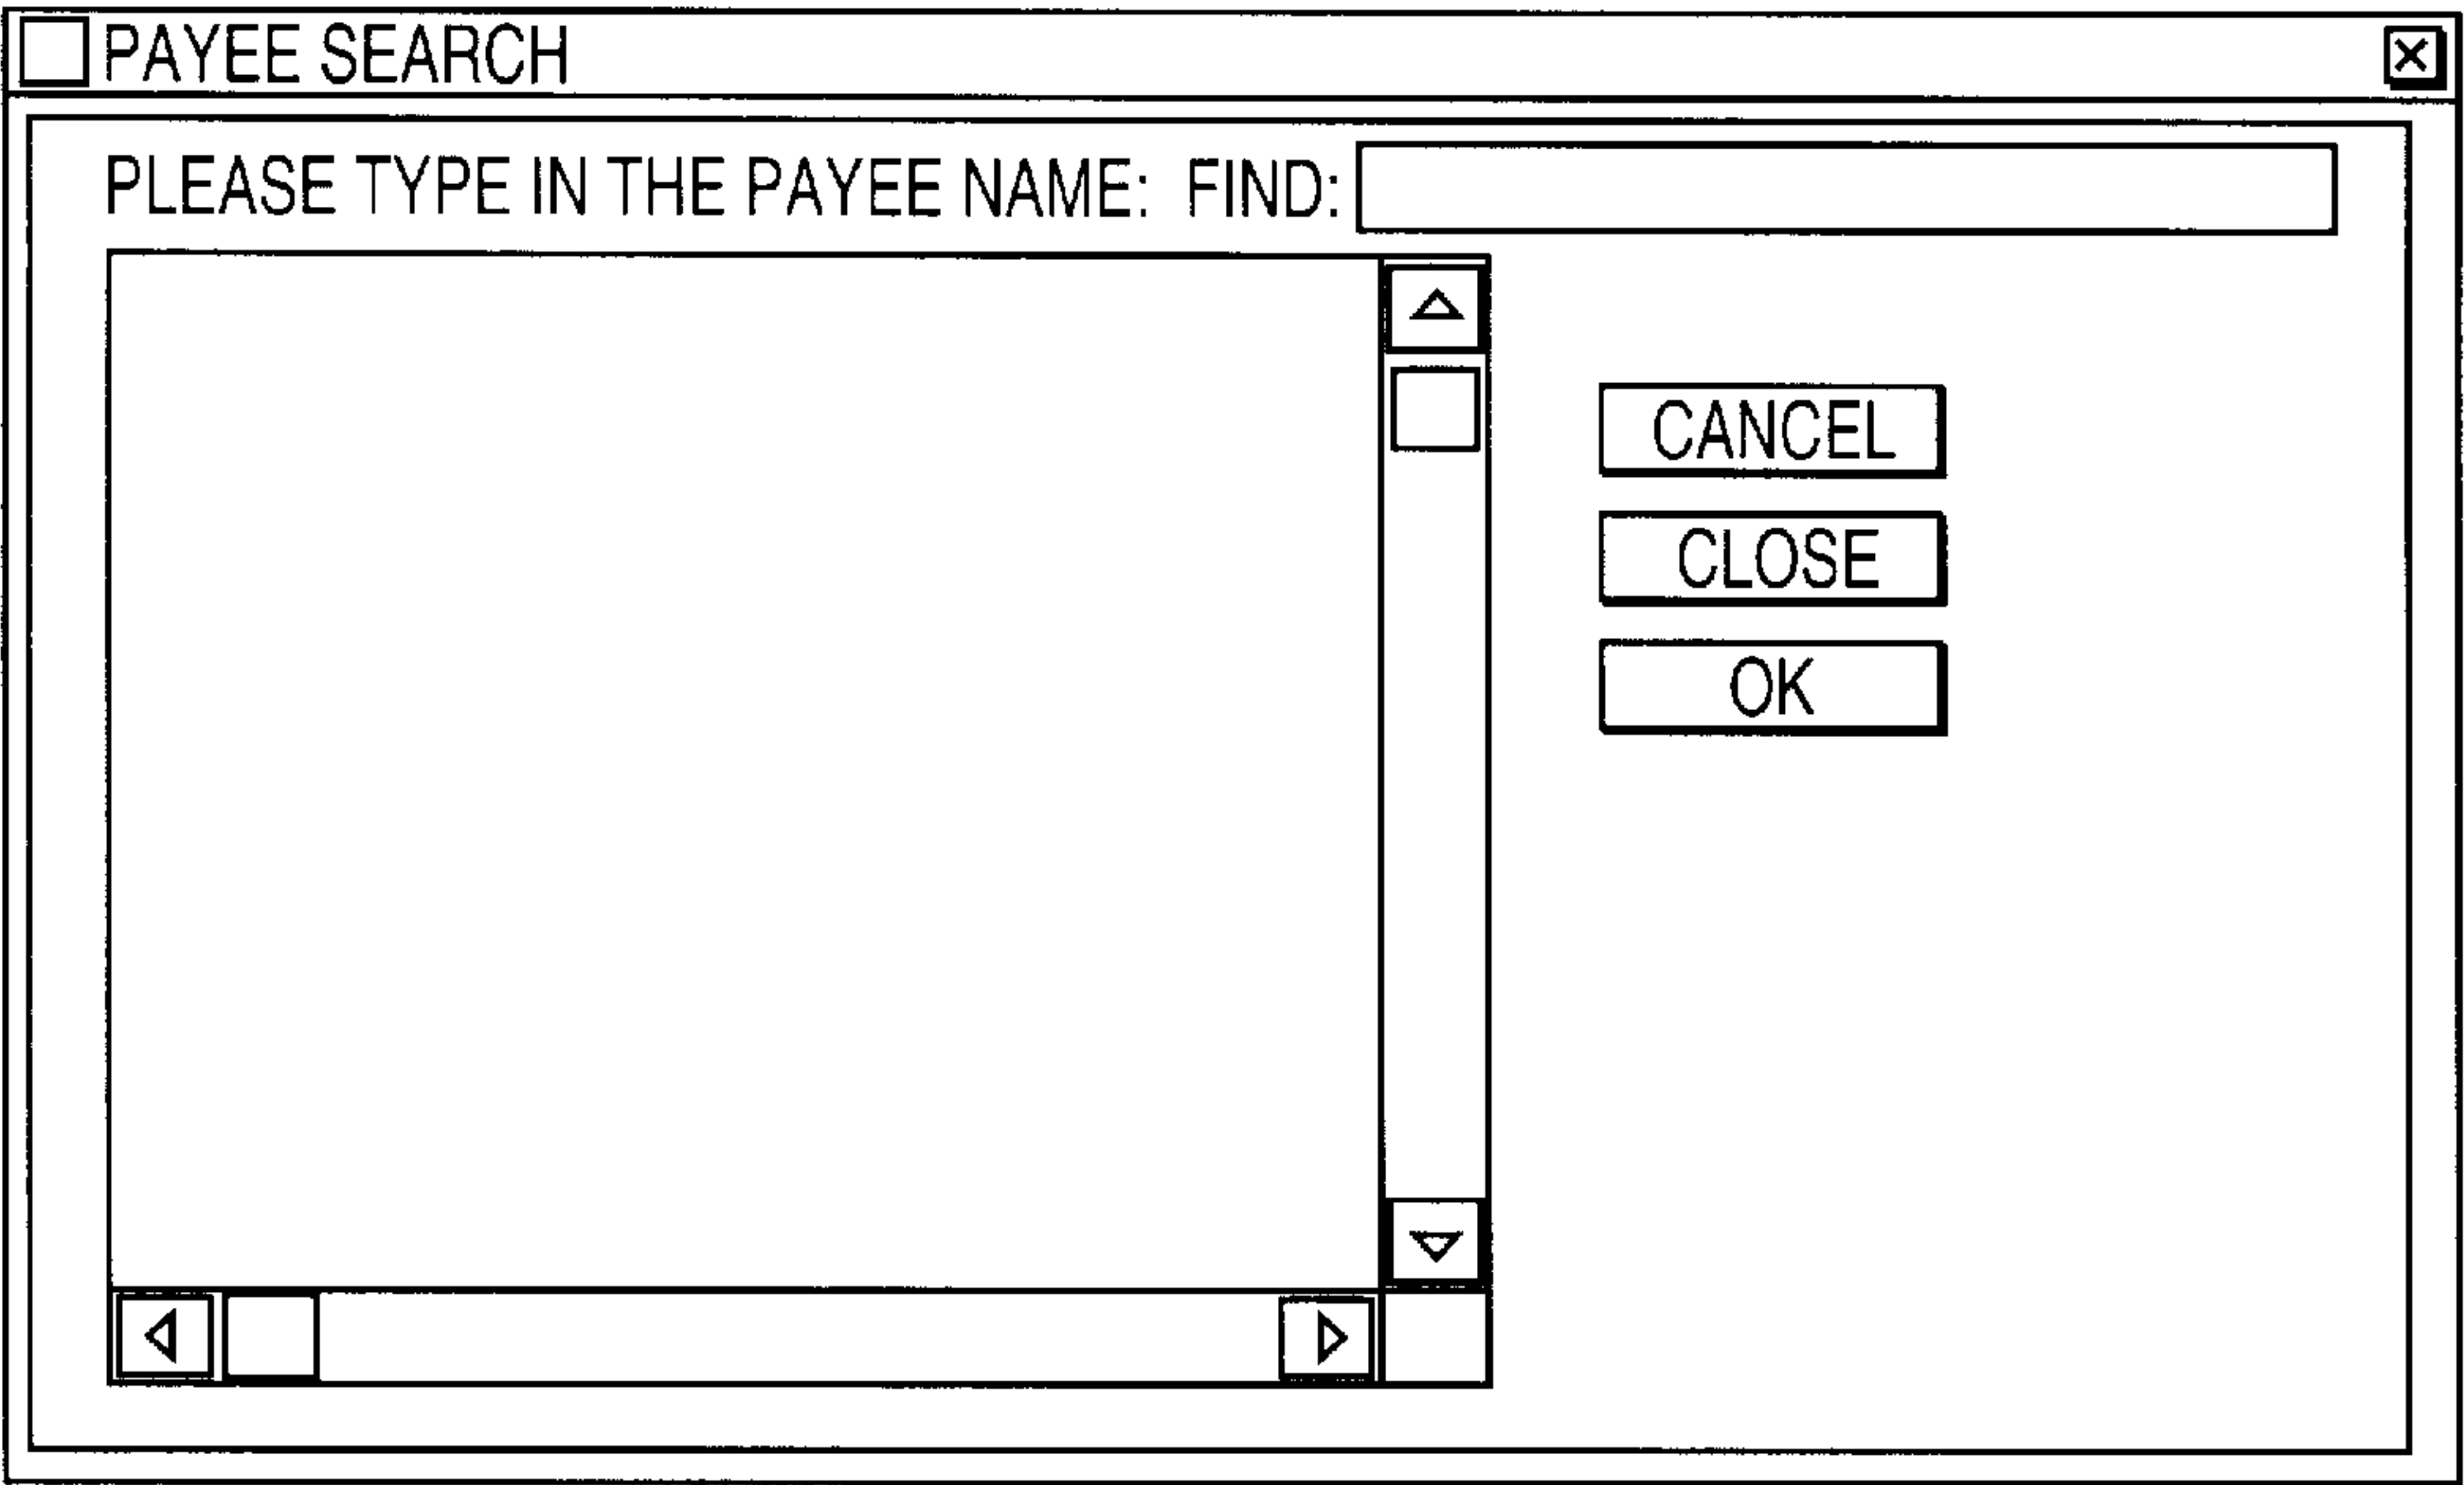 PAYEE SEARCH
PLEASE TYPE IN THE PAYEE NAME: FIND:
CANCEL
CLOSE
OK